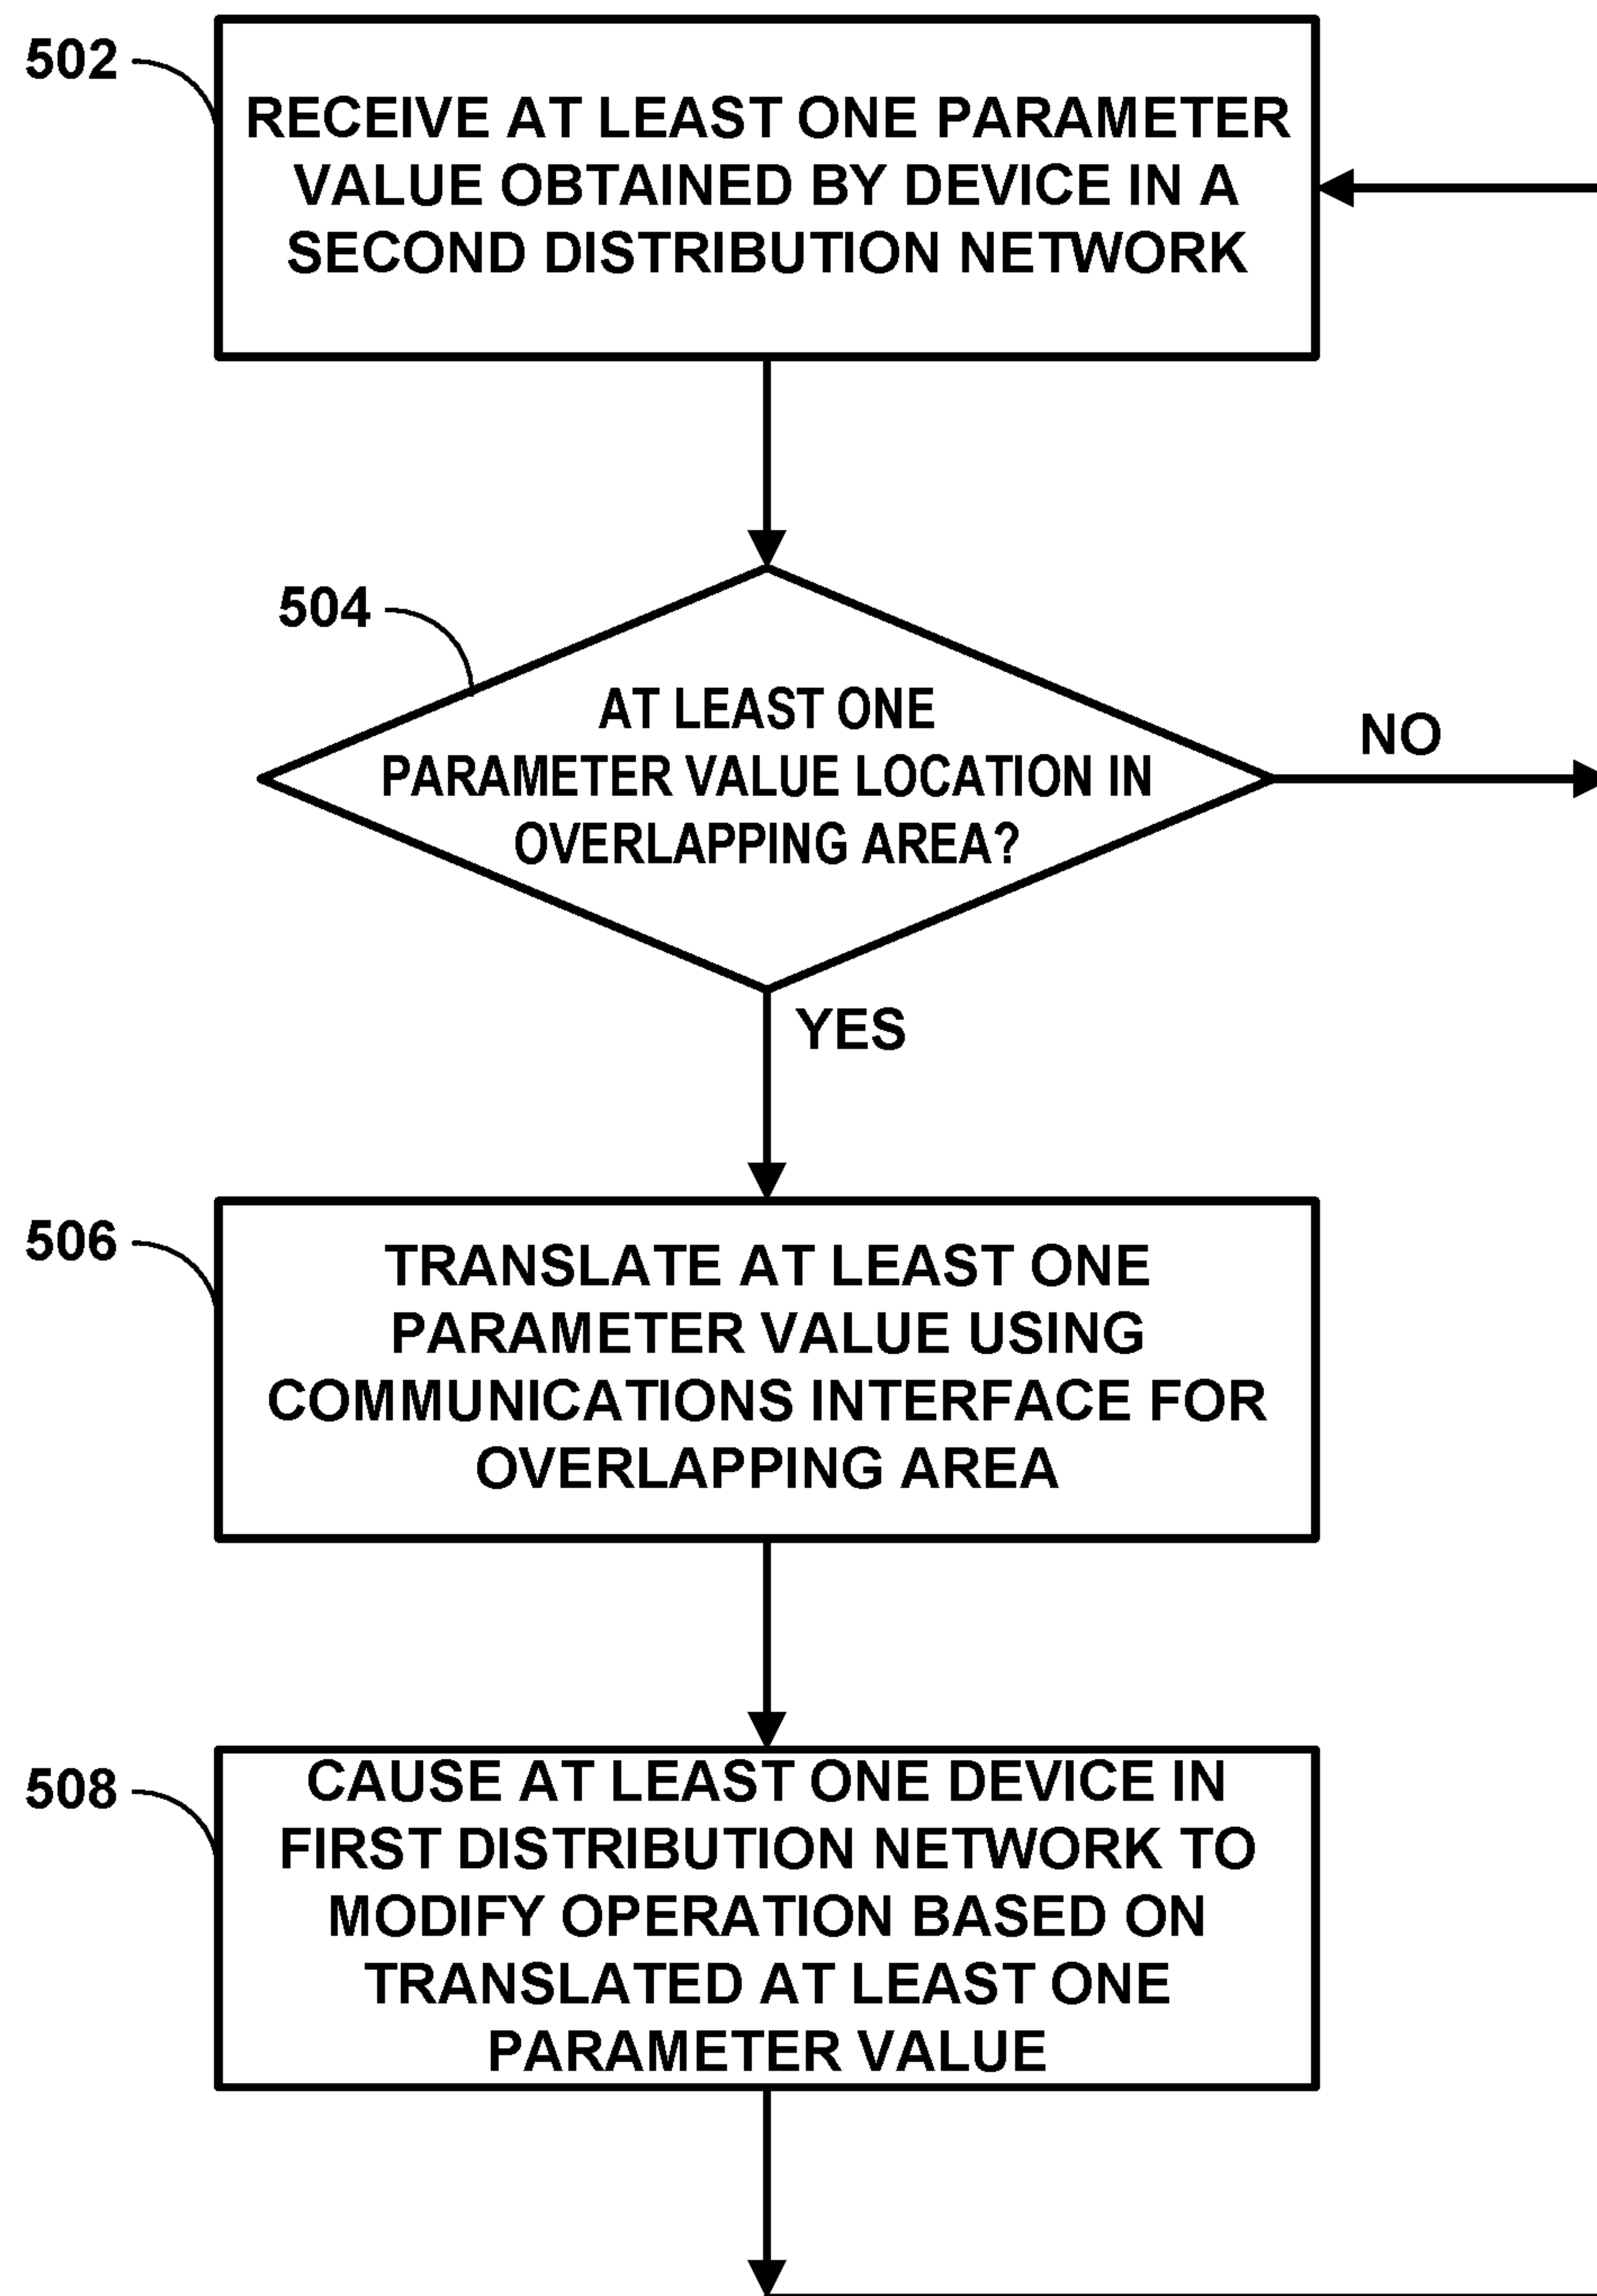 502
RECEIVE AT LEAST ONE PARAMETER
VALUE OBTAINED BY DEVICE IN A
SECOND DISTRIBUTION NETWORK
504
AT LEAST ONE
PARAMETER VALUE LOCATION IN
OVERLAPPING AREA?
NO
YES
506
TRANSLATE AT LEAST ONE
PARAMETER VALUE USING
COMMUNICATIONS INTERFACE FOR
OVERLAPPING AREA
508
CAUSE AT LEAST ONE DEVICE IN
FIRST DISTRIBUTION NETWORK TO
MODIFY OPERATION BASED ON
TRANSLATED AT LEAST ONE
PARAMETER VALUE